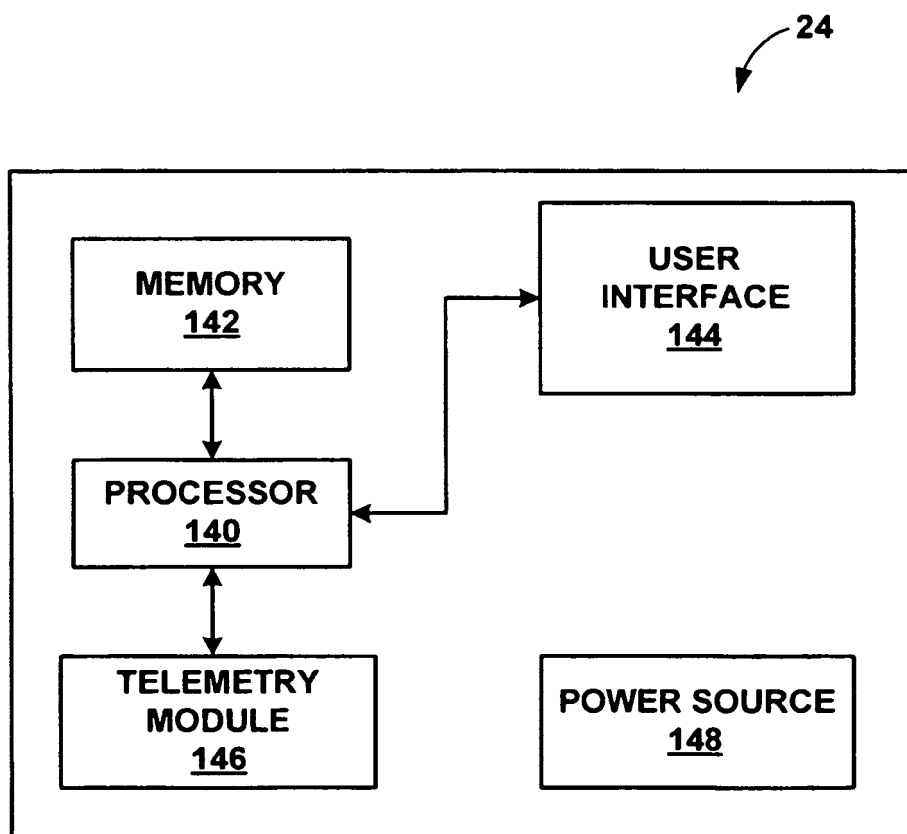 24
MEMORY
142
USER
INTERFACE
144
PROCESSOR
140
TELEMETRY
MODULE
146
POWER SOURCE
148